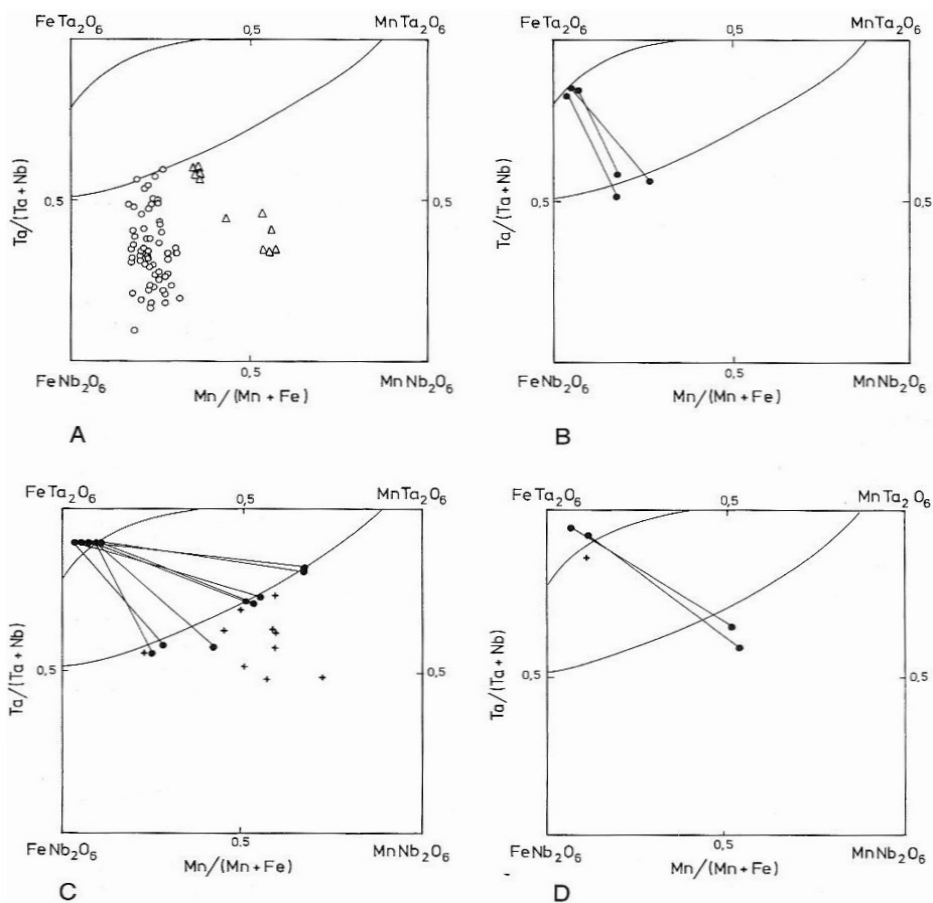 FeTa₂O₆ 0,5 MnTa₂O₆
Ta/(Ta+Nb)
0,5 0,5
FeNb₂O₆ 0,5 MnNb₂O₆
Mn/(Mn + Fe)
A
FeTa₂O₆ 0,5 MnTa₂O₆
Ta/(Ta+Nb)
0,5 0,5
FeNb₂O₆ 0,5 MnNb₂O₆
Mn/(Mn + Fe)
B
FeTa₂O₆ 0,5 MnTa₂O₆
Ta/(Ta+Nb)
0,5 0,5
FeNb₂O₆ 0,5 MnNb₂O₆
Mn/(Mn + Fe)
C
FeTa₂O₆ 0,5 MnTa₂O₆
Ta/(Ta+Nb)
0,5 0,5
FeNb₂O₆ 0,5 MnNb₂O₆
Mn/(Mn + Fe)
D